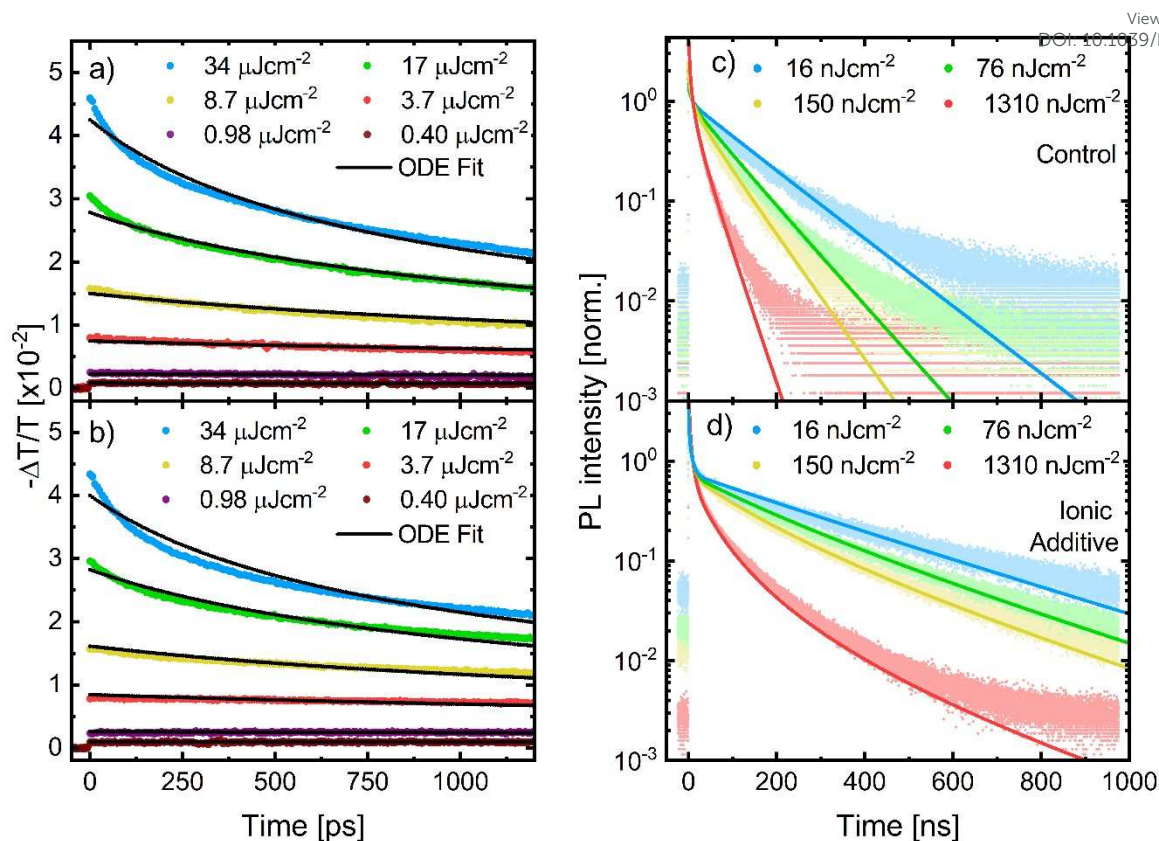 View
DOI: 10.1039/
a)
34 μJcm-2 17 μJcm-2
8.7 μJcm-2 3.7 μJcm-2
0.98 μJcm-2 0.40 μJcm-2
ODE Fit
5
4
3
2
1
0
b)
34 μJcm-2 17 μJcm-2
8.7 μJcm-2 3.7 μJcm-2
0.98 μJcm-2 0.40 μJcm-2
ODE Fit
5
4
3
2
1
0
-ΔT/T [x10-2]
0 250 500 750 1000
Time [ps]
c)
16 nJcm-2 76 nJcm-2
150 nJcm-2 1310 nJcm-2
Control
100
10-1
10-2
10-3
d)
16 nJcm-2 76 nJcm-2
150 nJcm-2 1310 nJcm-2
Ionic
Additive
100
10-1
10-2
10-3
PL intensity [norm.]
0 200 400 600 800 1000
Time [ns]